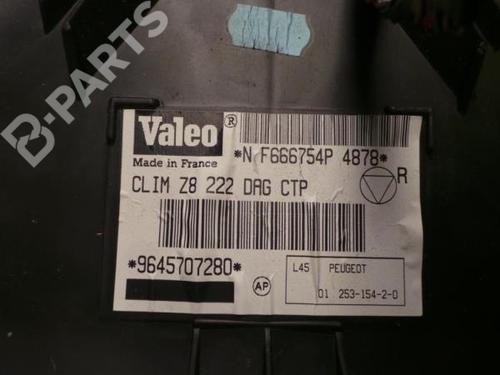 B-PARTS
B-PARTS
Valeo®
*N F666754P 4878*
Made in France
CLIM Z8 222 DAG CTP
R
*9645707280*
AP
L45 PEUGEOT
01 253-154-2-0